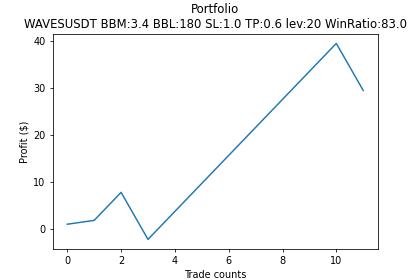 Portfolio
WAVESUSDT BBM:3.4 BBL:180 SL:1.0 TP:0.6 lev:20 WinRatio:83.0
40
30
20
10
0
Profit ($)
0 2 4 6 8 10
Trade counts